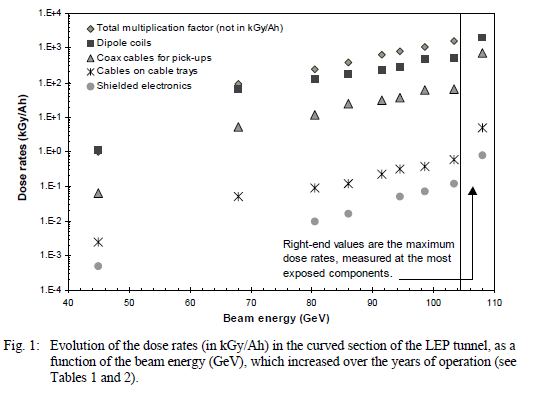 1.E+4
1.E+3
1.E+2
1.E+1
1.E+0
1.E-1
1.E-2
1.E-3
1.E-4
Dose rates (kGy/Ah)
Total multiplication factor (not in kGy/Ah)
Dipole coils
Coax cables for pick-ups
Cables on cable trays
Shielded electronics
Right-end values are the maximum
dose rates, measured at the most
exposed components.
40 50 60 70 80 90 100 110
Beam energy (GeV)
Fig. 1: Evolution of the dose rates (in kGy/Ah) in the curved section of the LEP tunnel, as a
function of the beam energy (GeV), which increased over the years of operation (see
Tables 1 and 2).